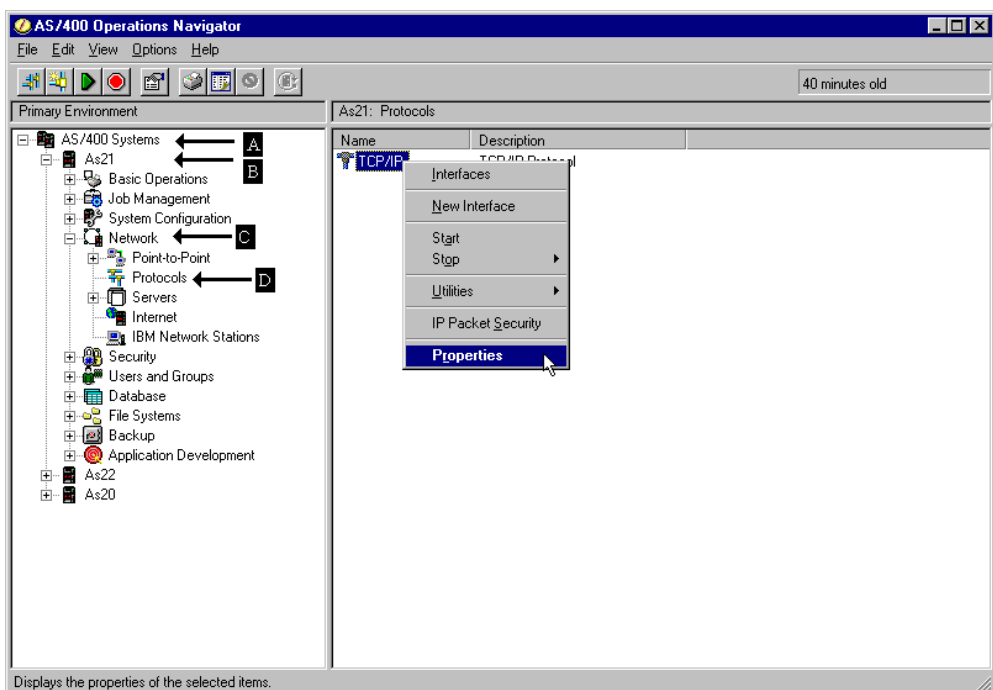 AS/400 Operations Navigator
File Edit View Options Help
40 minutes old
Primary Environment
As21: Protocols
AS/400 Systems
A
As21
B
Basic Operations
Job Management
System Configuration
Network
C
Point-to-Point
Protocols
D
Servers
Internet
IBM Network Stations
Security
Users and Groups
Database
File Systems
Backup
Application Development
As22
As20
Name Description
TCP/IP TCP/IP Protocol
Interfaces
New Interface
Start
Stop
Utilities
IP Packet Security
Properties
Displays the properties of the selected items.